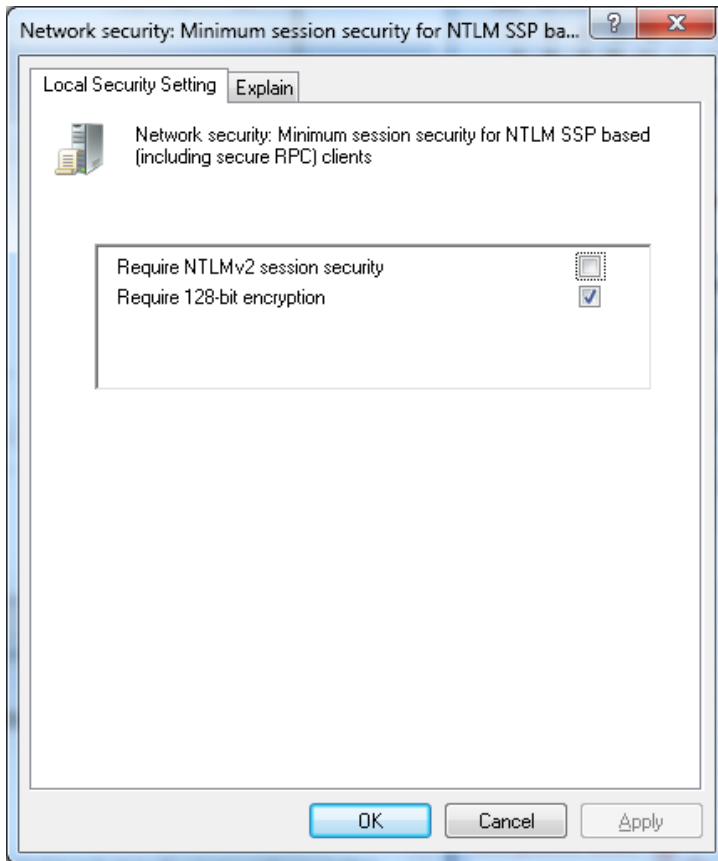 Network security: Minimum session security for NTLM SSP ba...
Local Security Setting
Explain
Network security: Minimum session security for NTLM SSP based
(including secure RPC) clients
Require NTLMv2 session security
Require 128-bit encryption
OK
Cancel
Apply